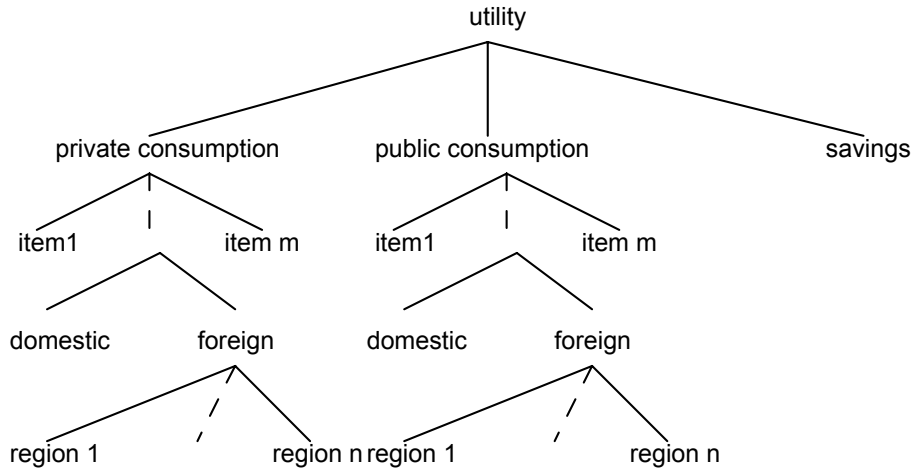 utility
private consumption public consumption savings
item1 item m item1 item m
domestic foreign domestic foreign
region 1 region n region 1 region n